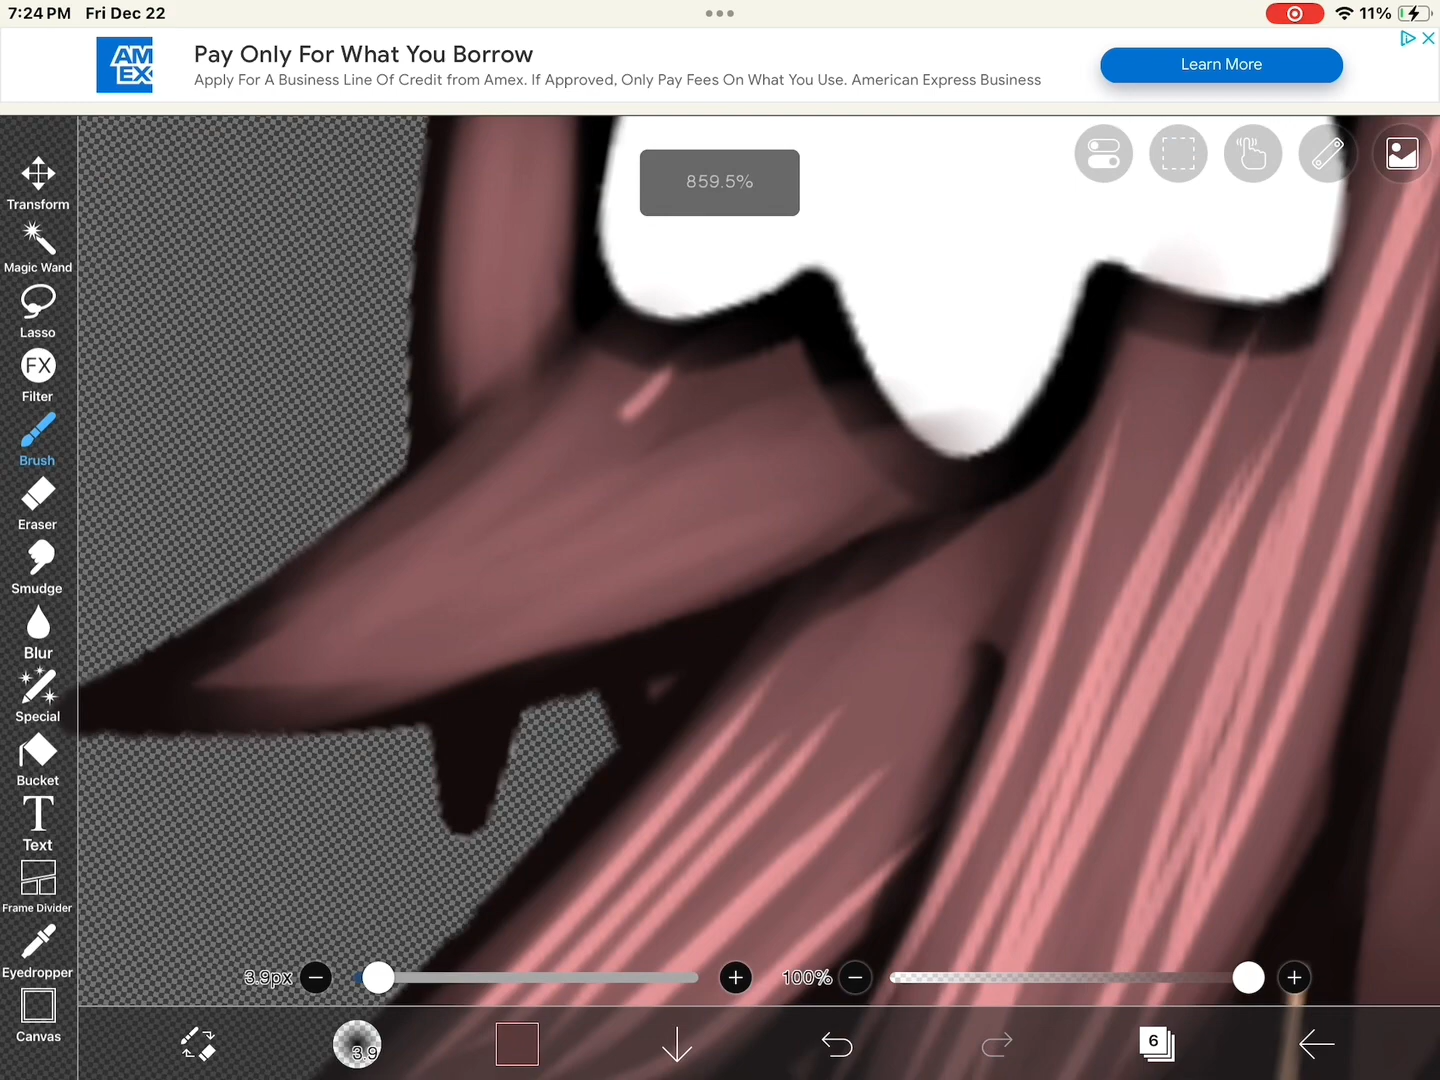 7:24 PM Fri Dec 22
11%
AM
EX
Pay Only For What You Borrow
Apply For A Business Line Of Credit from Amex. If Approved, Only Pay Fees On What You Use. American Express Business
Learn More
859.5%
Transform
Magic Wand
Lasso
FX
Filter
Brush
Eraser
Smudge
Blur
Special
Bucket
T
Text
Frame Divider
Eyedropper
Canvas
3.9px
100%
3.9
6